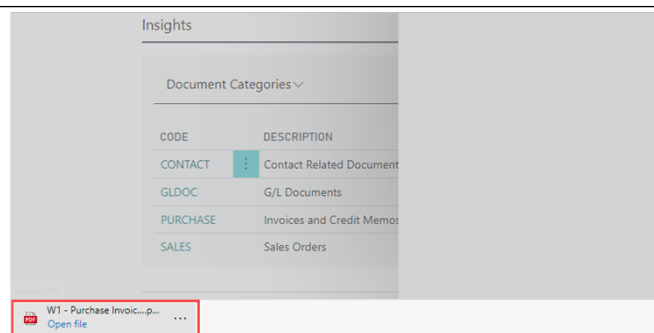 Insights
Document Categories
CODE DESCRIPTION
CONTACT Contact Related Document
GLDOC G/L Documents
PURCHASE Invoices and Credit Memos
SALES Sales Orders
W1 - Purchase Invoic....p...
PDF
Open file